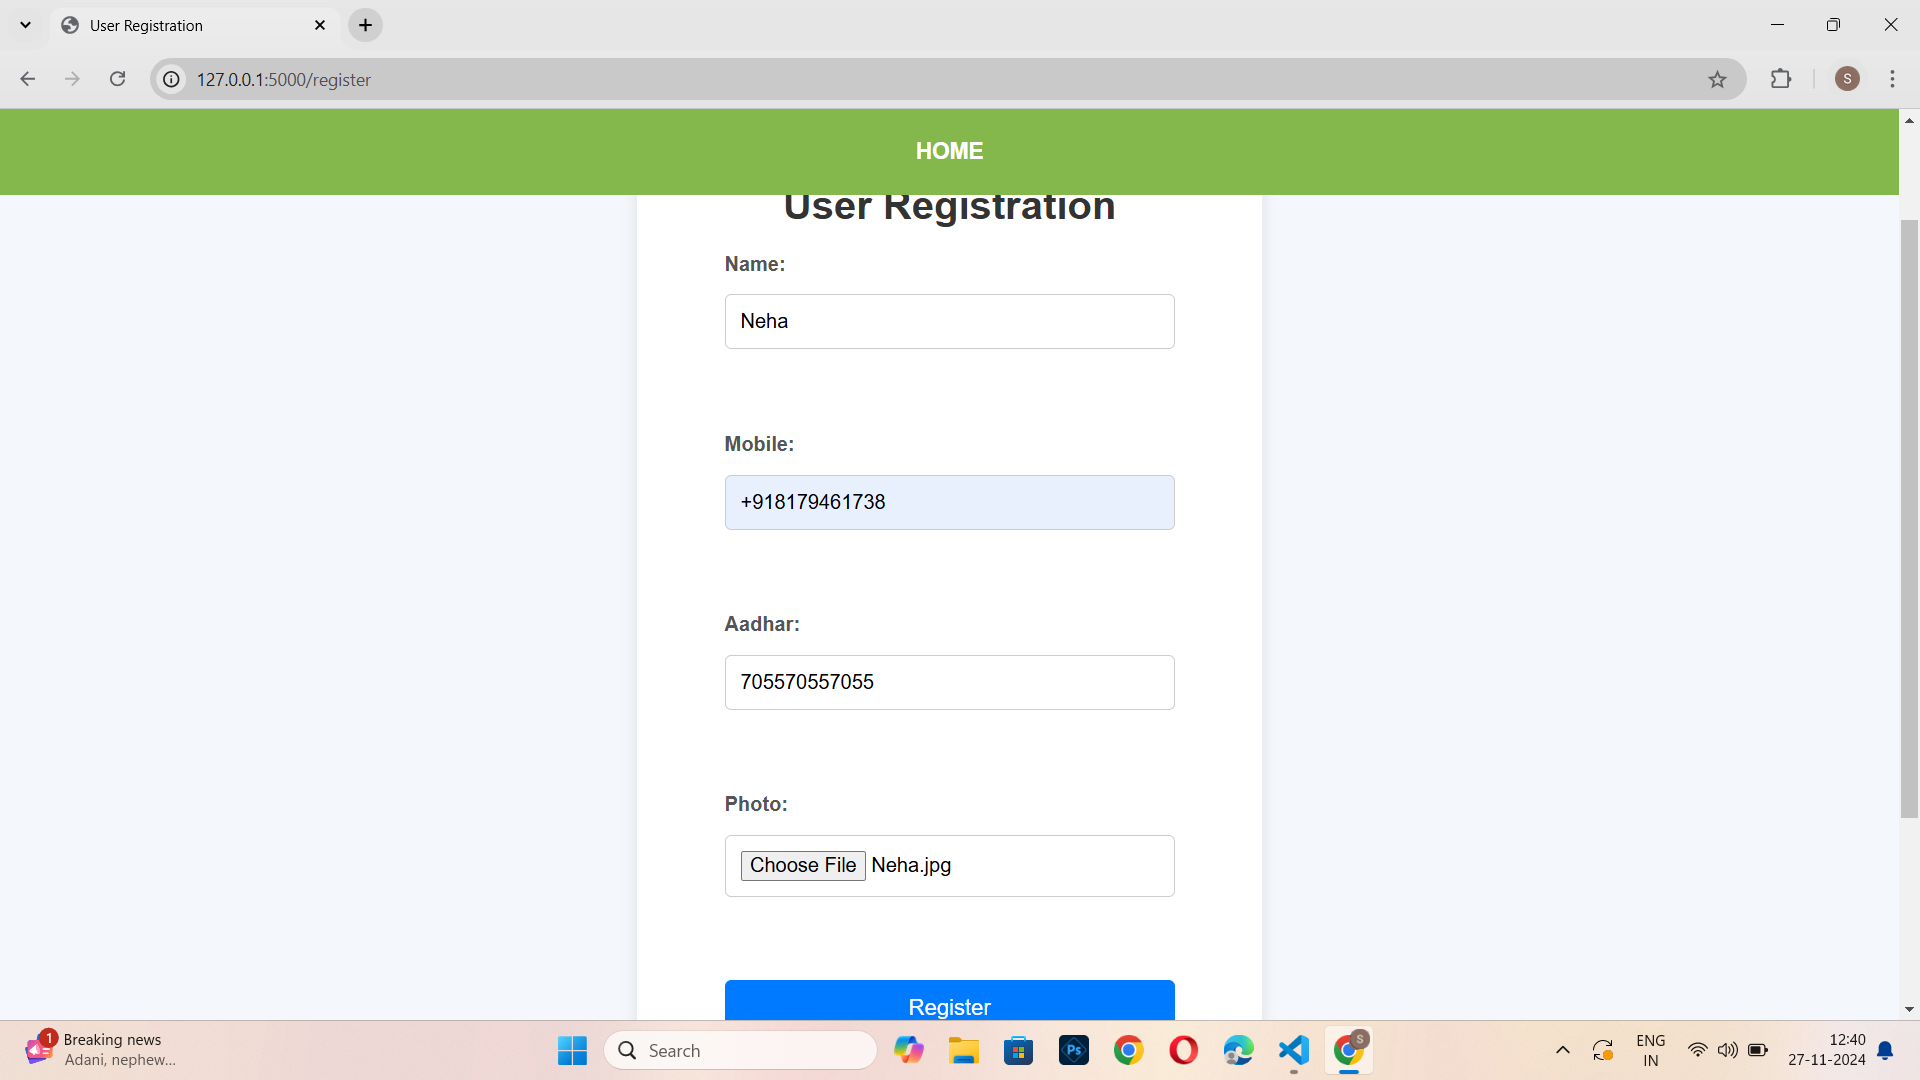 User Registration
127.0.0.1:5000/register
S
HOME
User Registration
Name:
Neha
Mobile:
+918179461738
Aadhar:
705570557055
Photo:
Choose File Neha.jpg
Register
1
Breaking news
Adani, nephew...
Search
Ps
S
ENG
IN
12:40
27-11-2024